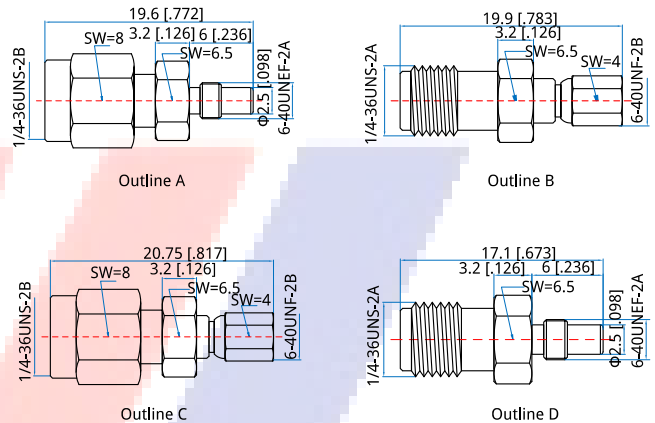 19.6 [.772]
3.2 [.126] 6 [.236]
SW=8
SW=6.5
1/4-36UNS-2B
Φ2.5 [.098]
6-40UNEF-2A
Outline A
19.9 [.783]
3.2 [.126]
SW=6.5
SW=4
1/4-36UNS-2A
6-40UNF-2B
Outline B
20.75 [.817]
3.2 [.126]
SW=8
SW=6.5
SW=4
1/4-36UNS-2B
6-40UNF-2B
Outline C
17.1 [.673]
3.2 [.126] 6 [.236]
SW=6.5
1/4-36UNS-2A
Φ2.5 [.098]
6-40UNEF-2A
Outline D